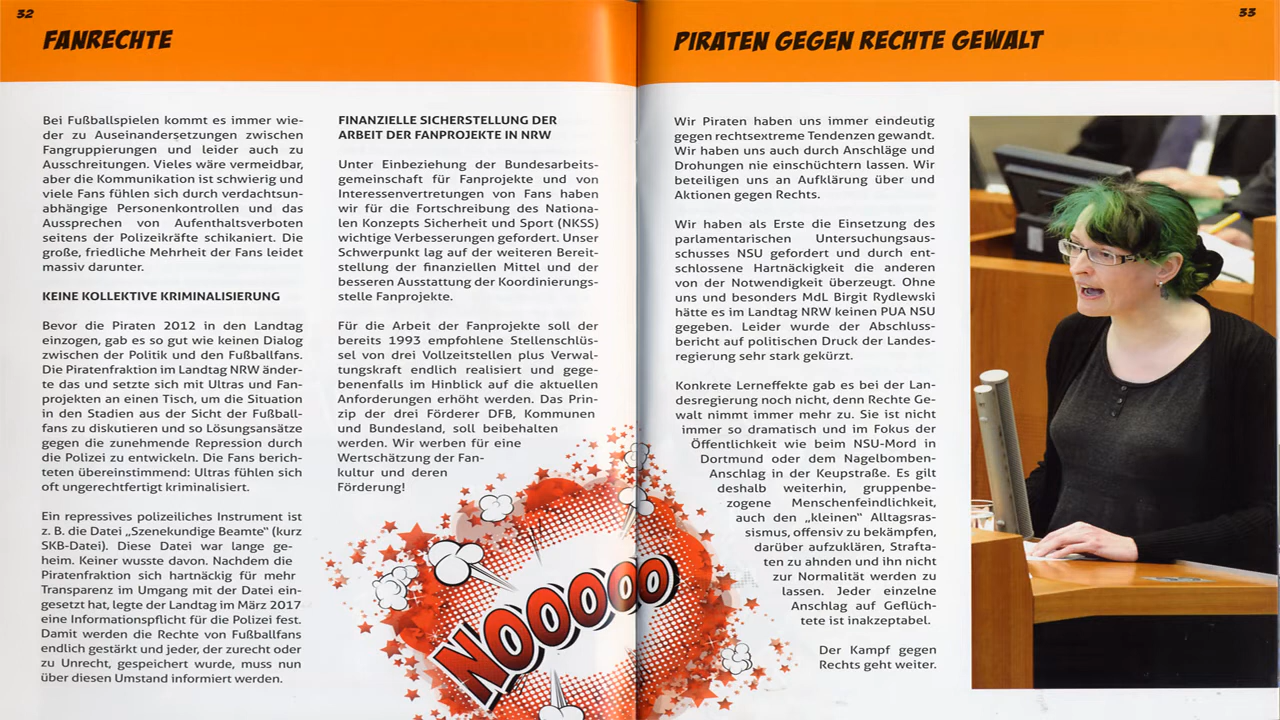 32
FANRECHTE
Bei Fußballspielen kommt es immer wie-
der zu Auseinandersetzungen zwischen
Fangruppierungen und leider auch zu
Ausschreitungen. Vieles wäre vermeidbar,
aber die Kommunikation ist schwierig und
viele Fans fühlen sich durch verdachtsun-
abhängige Personenkontrollen und das
Aussprechen von Aufenthaltsverboten
seitens der Polizeikräfte schikaniert. Die
große, friedliche Mehrheit der Fans leidet
massiv darunter.
KEINE KOLLEKTIVE KRIMINALISIERUNG
Bevor die Piraten 2012 in den Landtag
einzogen, gab es so gut wie keinen Dialog
zwischen der Politik und den Fußballfans.
Die Piratenfraktion im Landtag NRW änder-
te das und setzte sich mit Ultras und Fan-
projekten an einen Tisch, um die Situation
in den Stadien aus der Sicht der Fußball-
fans zu diskutieren und so Lösungsansätze
gegen die zunehmende Repression durch
die Polizei zu entwickeln. Die Fans berich-
teten übereinstimmend: Ultras fühlen sich
oft ungerechtfertigt kriminalisiert.
Ein repressives polizeiliches Instrument ist
z. B. die Datei „Szenekundige Beamte“ (kurz
SKB-Datei). Diese Datei war lange ge-
heim. Keiner wusste davon. Nachdem die
Piratenfraktion sich hartnäckig für mehr
Transparenz im Umgang mit der Datei ein-
gesetzt hat, legte der Landtag im März 2017
eine Informationspflicht für die Polizei fest.
Damit werden die Rechte von Fußballfans
endlich gestärkt und jeder, der zurecht oder
zu Unrecht, gespeichert wurde, muss nun
über diesen Umstand informiert werden.
FINANZIELLE SICHERSTELLUNG DER
ARBEIT DER FANPROJEKTE IN NRW
Unter Einbeziehung der Bundesarbeits-
gemeinschaft für Fanprojekte und von
Interessenvertretungen von Fans haben
wir für die Fortschreibung des Nationa-
len Konzepts Sicherheit und Sport (NKSS)
wichtige Verbesserungen gefordert. Unser
Schwerpunkt lag auf der weiteren Bereit-
stellung der finanziellen Mittel und der
besseren Ausstattung der Koordinierungs-
stelle Fanprojekte.
Für die Arbeit der Fanprojekte soll der
bereits 1993 empfohlene Stellenschlüs-
sel von drei Vollzeitstellen plus Verwal-
tungskraft endlich realisiert und gege-
benenfalls im Hinblick auf die aktuellen
Anforderungen erhöht werden. Das Prin-
zip der drei Förderer DFB, Kommunen
und Bundesland, soll beibehalten
werden. Wir werben für eine
Wertschätzung der Fan-
kultur und deren
Förderung!
NOOOOO
33
PIRATEN GEGEN RECHTE GEWALT
Wir Piraten haben uns immer eindeutig
gegen rechtsextreme Tendenzen gewandt.
Wir haben uns auch durch Anschläge und
Drohungen nie einschüchtern lassen. Wir
beteiligen uns an Aufklärung über und
Aktionen gegen Rechts.
Wir haben als Erste die Einsetzung des
parlamentarischen Untersuchungsaus-
schusses NSU gefordert und durch ent-
schlossene Hartnäckigkeit die anderen
von der Notwendigkeit überzeugt. Ohne
uns und besonders MdL Birgit Rydlewski
hätte es im Landtag NRW keinen PUA NSU
gegeben. Leider wurde der Abschluss-
bericht auf politischen Druck der Landes-
regierung sehr stark gekürzt.
Konkrete Lerneffekte gab es bei der Lan-
desregierung noch nicht, denn Rechte Ge-
walt nimmt immer mehr zu. Sie ist nicht
immer so dramatisch und im Fokus der
Öffentlichkeit wie beim NSU-Mord in
Dortmund oder dem Nagelbomben-
Anschlag in der Keupstraße. Es gilt
deshalb weiterhin, gruppenbe-
zogene Menschenfeindlichkeit,
auch den „kleinen“ Alltagsras-
sismus, offensiv zu bekämpfen,
darüber aufzuklären, Strafta-
ten zu ahnden und ihn nicht
zur Normalität werden zu
lassen. Jeder einzelne
Anschlag auf Geflüch-
tete ist inakzeptabel.
Der Kampf gegen
Rechts geht weiter.